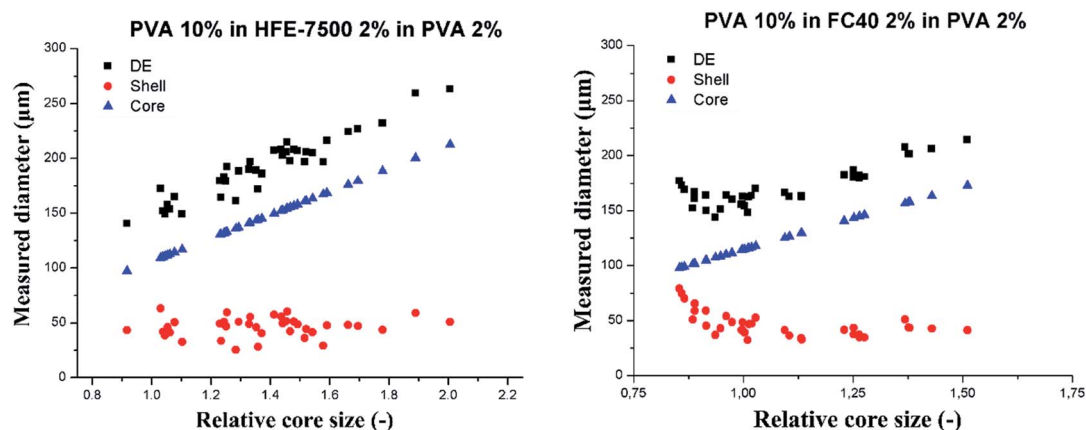 PVA 10% in HFE-7500 2% in PVA 2%
300
250
200
150
100
50
0
Measured diameter (µm)
DE
Shell
Core
0.8
1.0
1.2
1.4
1.6
1.8
2.0
2.2
Relative core size (-)
PVA 10% in FC40 2% in PVA 2%
300
250
200
150
100
50
0
Measured diameter (µm)
DE
Shell
Core
0,75
1,00
1,25
1,50
1,75
Relative core size (-)